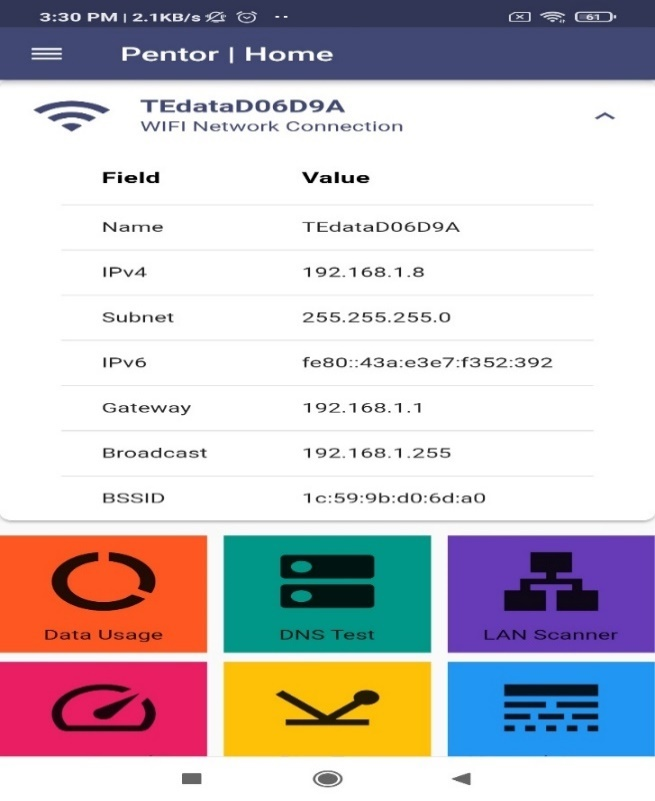 3:30 PM | 2.1KB/s
61
Pentor | Home
TEdataD06D9A
WIFI Network Connection
Field Value
Name TEdataD06D9A
IPv4 192.168.1.8
Subnet 255.255.255.0
IPv6 fe80::43a:e3e7:f352:392
Gateway 192.168.1.1
Broadcast 192.168.1.255
BSSID 1c:59:9b:d0:6d:a0
Data Usage DNS Test LAN Scanner